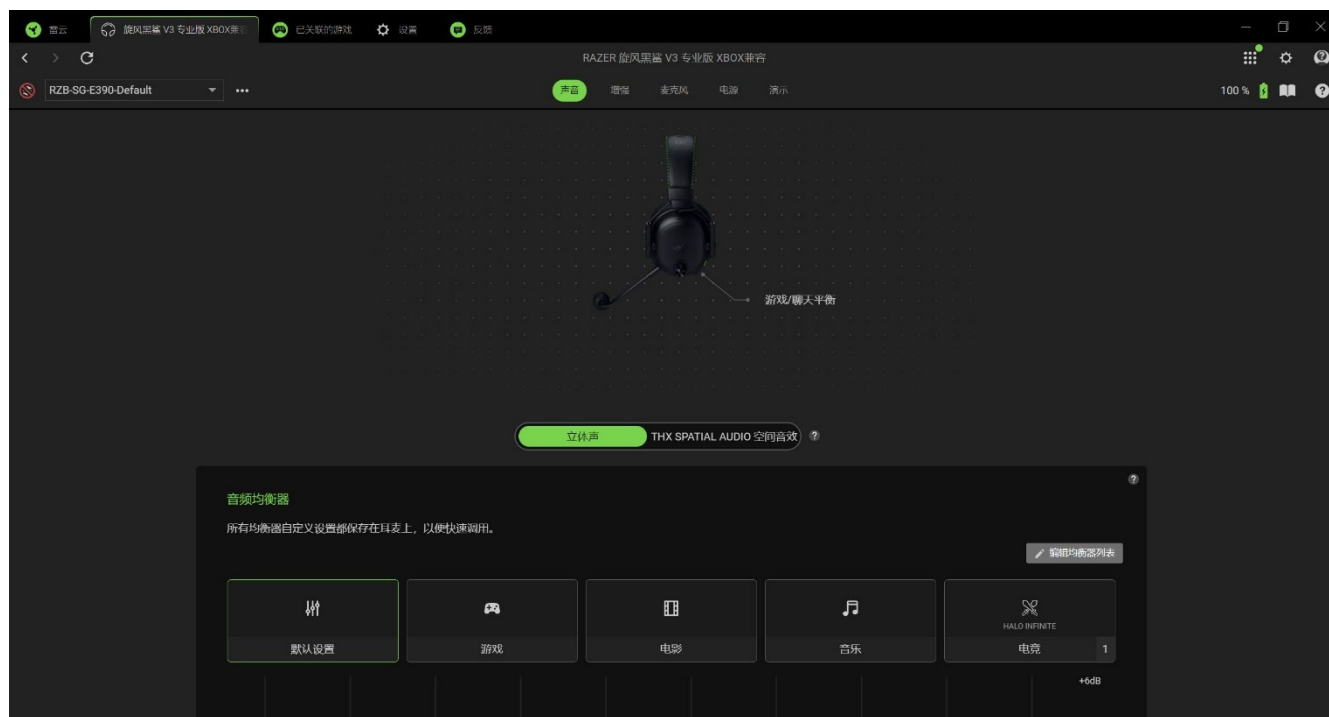 雷云 旋风黑鲨 V3 专业版 XBOX兼容 已关联的游戏 设置 反馈
RAZER 旋风黑鲨 V3 专业版 XBOX兼容
RZB-SG-E390-Default 声音 增强 麦克风 电源 演示 100 %
游戏/聊天平衡
立体声 THX SPATIAL AUDIO 空间音效 ?
音频均衡器 ?
所有均衡器自定义设置都保存在耳麦上，以便快速调用。
编辑均衡器列表
HALO INFINITE
默认设置 游戏 电影 音乐 电竞 1
+6dB